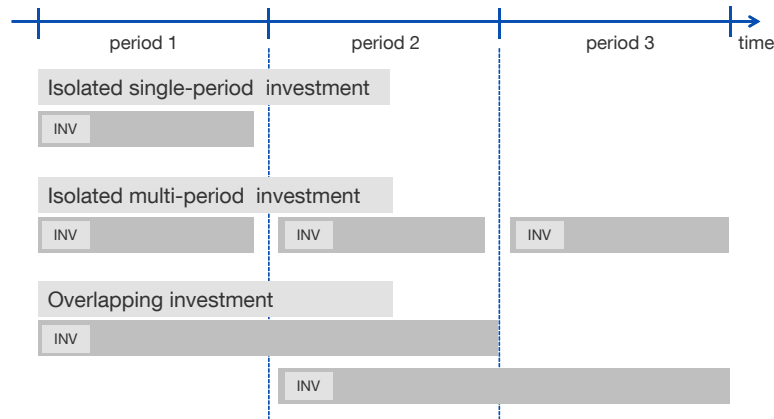 period 1 period 2 period 3 time
Isolated single-period investment
INV
Isolated multi-period investment
INV INV INV
Overlapping investment
INV
INV